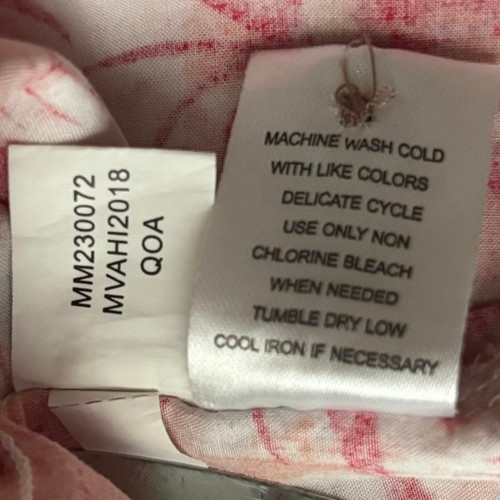 MM230072
MVAHI2018
QOA
MACHINE WASH COLD
WITH LIKE COLORS
DELICATE CYCLE
USE ONLY NON
CHLORINE BLEACH
WHEN NEEDED
TUMBLE DRY LOW
COOL IRON IF NECESSARY